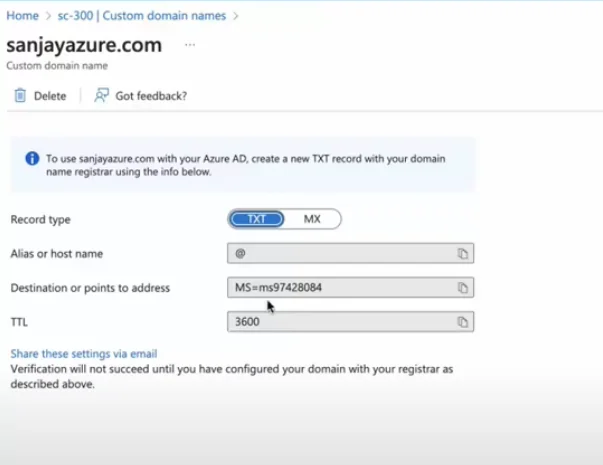 Home > sc-300 | Custom domain names >
sanjayazure.com ...
Custom domain name
Delete | Got feedback?
To use sanjayazure.com with your Azure AD, create a new TXT record with your domain
name registrar using the info below.
Record type TXT MX
Alias or host name @
Destination or points to address MS=ms97428084
TTL 3600
Share these settings via email
Verification will not succeed until you have configured your domain with your registrar as
described above.